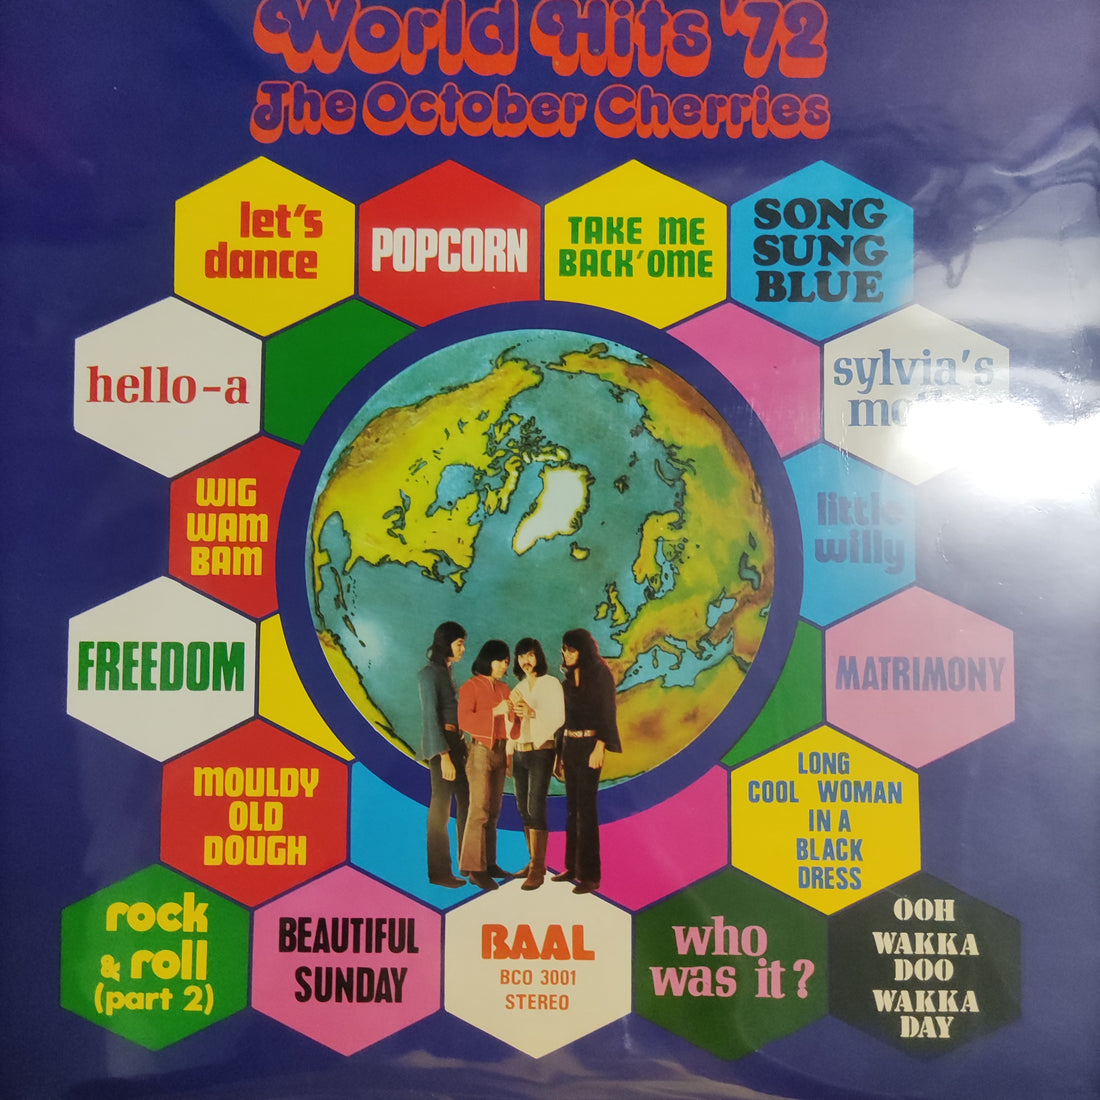 World Hits '72
The October Cherries
let's
dance
POPCORN
TAKE ME
BACK'OME
SONG
SUNG
BLUE
hello-a
sylvia's
WIG
WAM
BAM
little
willy
FREEDOM
MATRIMONY
MOULDY
OLD
DOUGH
LONG
COOL WOMAN
IN A
BLACK
DRESS
rock
& roll
(part 2)
BEAUTIFUL
SUNDAY
BAAL
BCO 3001
STEREO
who
was it?
OOH
WAKKA
DOO
WAKKA
DAY